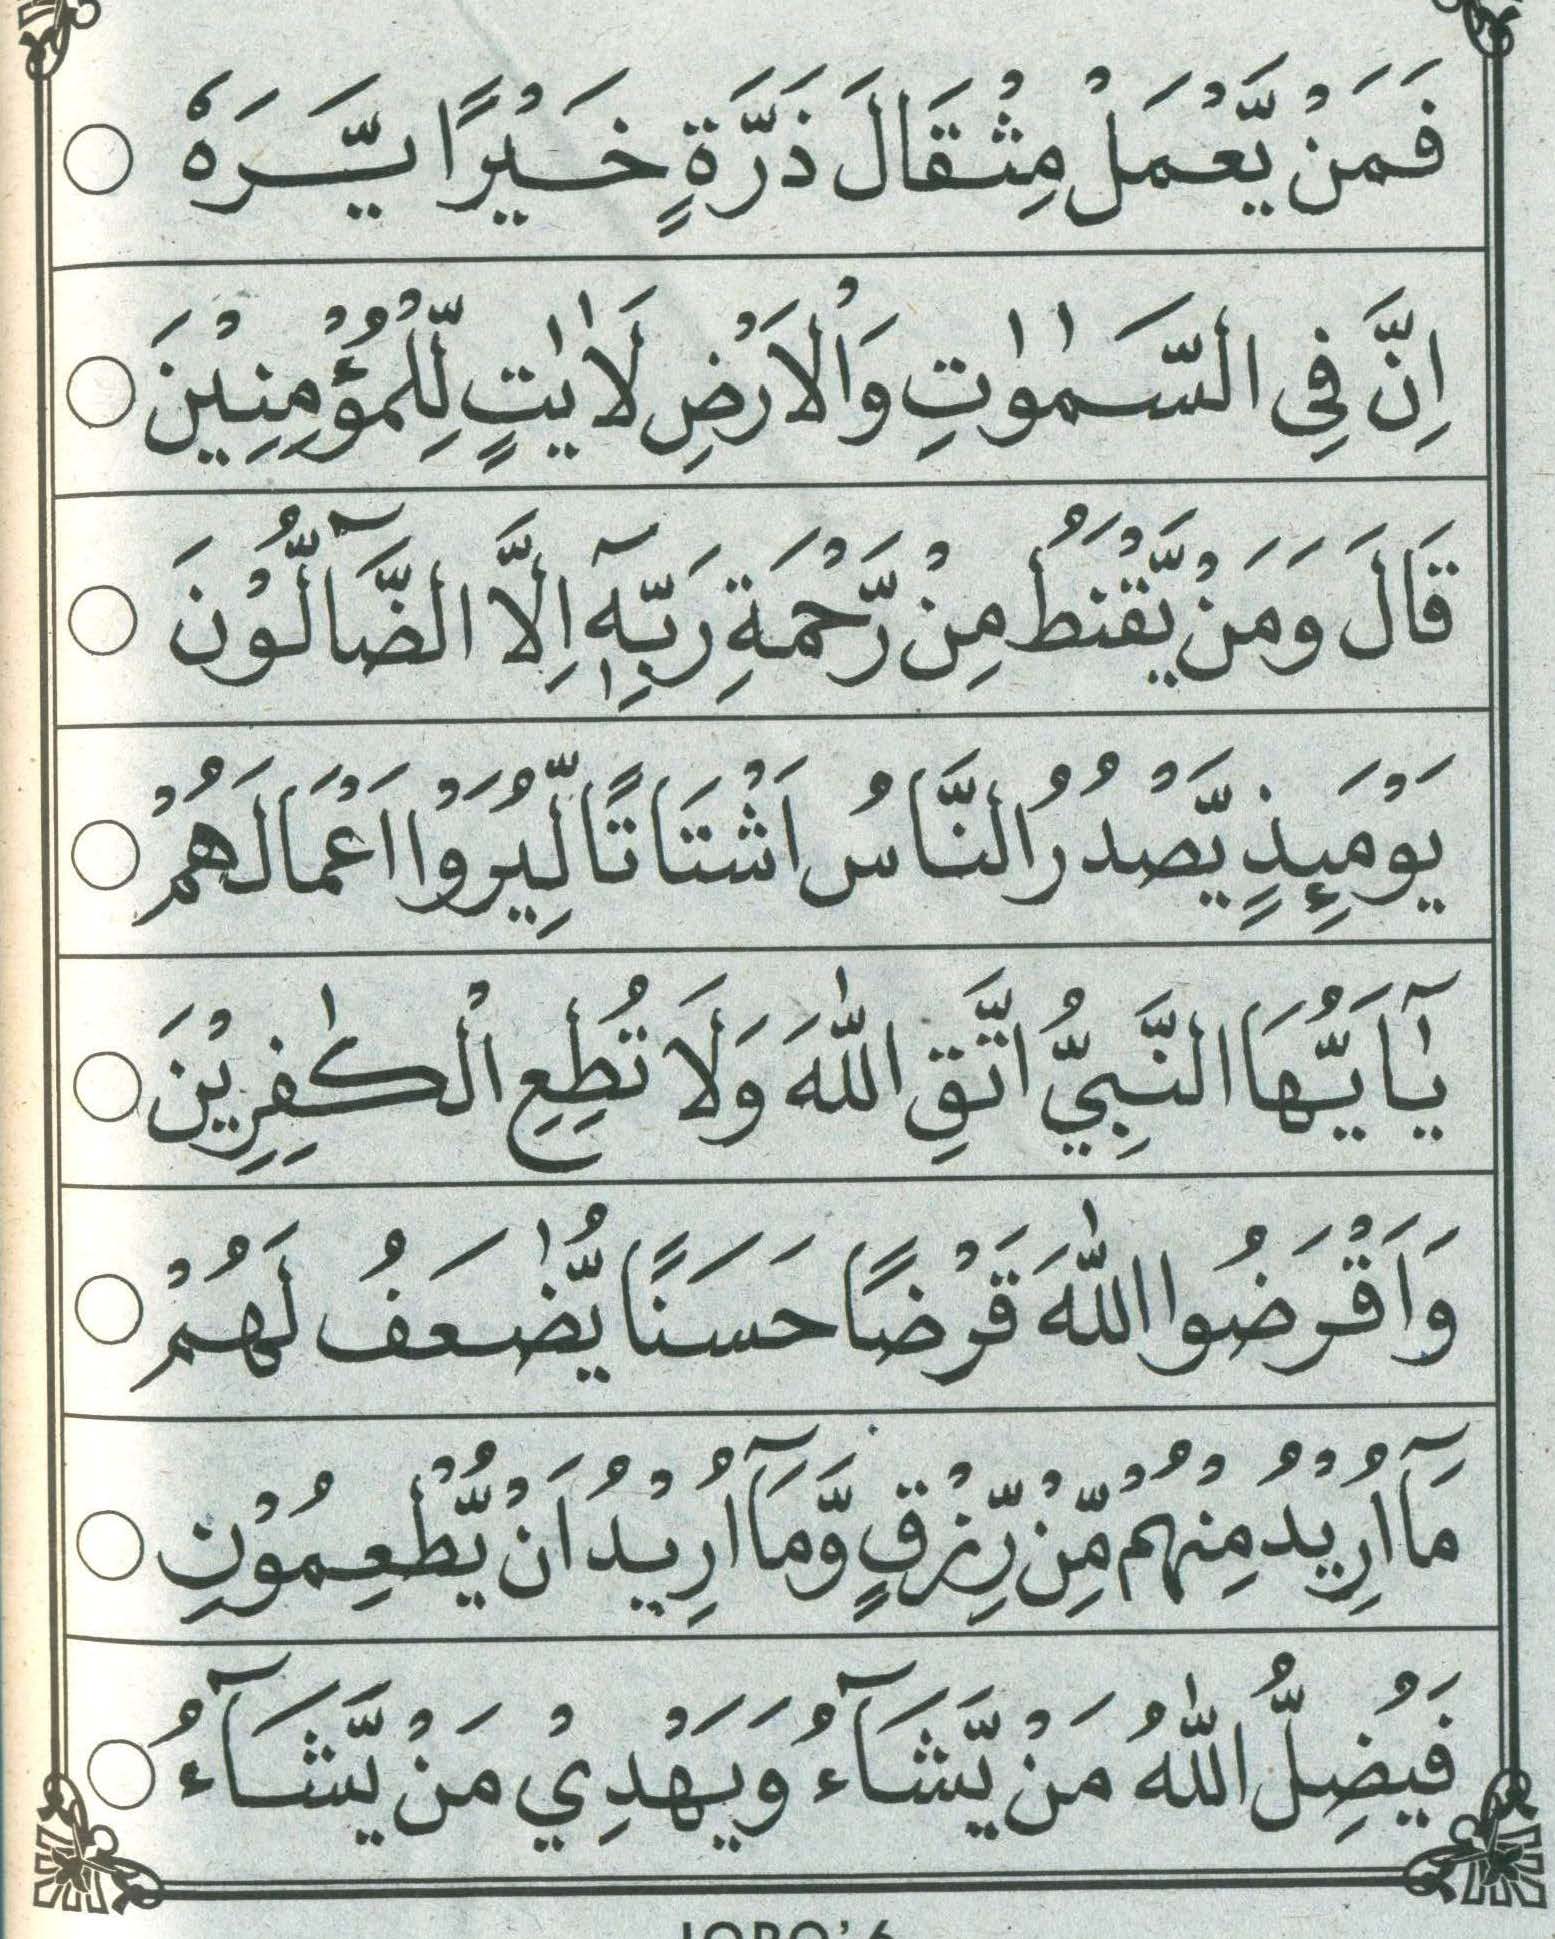 فَمَنْ يَّعْمَلْ مِثْقَالَ ذَرَّةٍ خَيْرًا يَّرَهٗ
اِنَّ فِى السَّمٰوٰتِ وَالْاَرْضِ لَاٰيٰتٍ لِّلْمُؤْمِنِيْنَ
قَالَ وَمَنْ يَّقْنَطُ مِنْ رَّحْمَةِ رَبِّهٖٓ اِلَّا الضَّآلُّوْنَ
يَوْمَئِذٍ يَّصْدُرُ النَّاسُ اَشْتَاتًا لِّيُرَوْا اَعْمَالَهُمْ
يٰٓاَيُّهَا النَّبِيُّ اتَّقِ اللّٰهَ وَلَا تُطِعِ الْكٰفِرِيْنَ
وَاَقْرَضُوا اللّٰهَ قَرْضًا حَسَنًا يُّضٰعَفُ لَهُمْ
مَآ اُرِيْدُ مِنْهُمْ مِّنْ رِّزْقٍ وَّمَآ اُرِيْدُ اَنْ يُّطْعِمُوْنِ
فَيُضِلُّ اللّٰهُ مَنْ يَّشَآءُ وَيَهْدِيْ مَنْ يَّشَآءُ
IQRO' 6